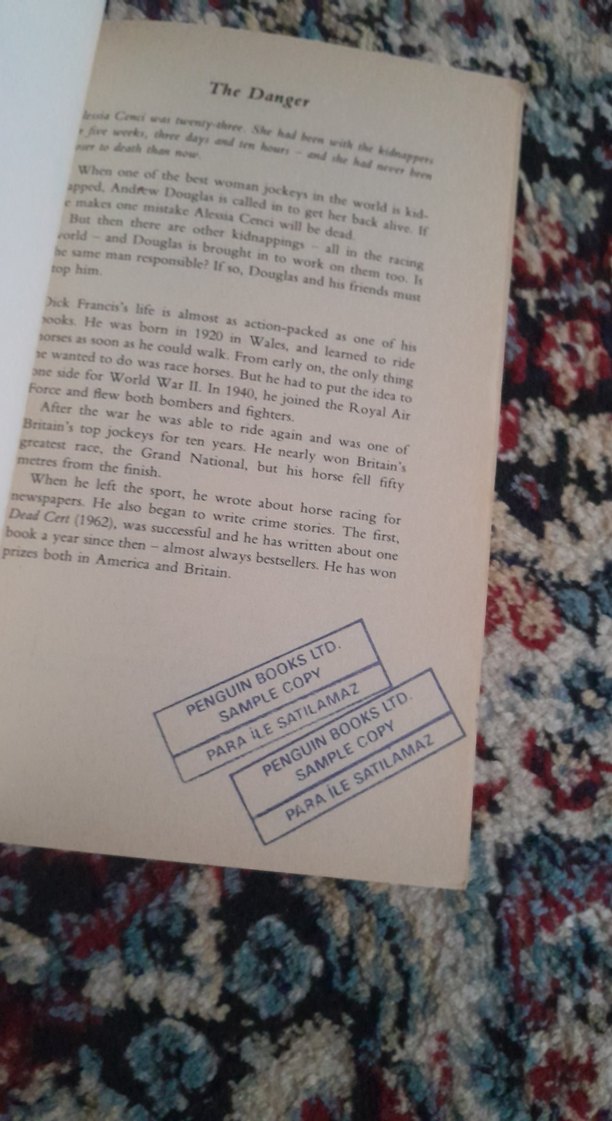 The Danger
lessia Cenci was twenty-three. She had been with the kidnappers
five weeks, three days and ten hours – and she had never been
to death than now.
When one of the best woman jockeys in the world is kid-
apped, Andrew Douglas is called in to get her back alive. If
e makes one mistake Alessia Cenci will be dead.
But then there are other kidnappings – all in the racing
world – and Douglas is brought in to work on them too. Is
he same man responsible? If so, Douglas and his friends must
top him.
Dick Francis's life is almost as action-packed as one of his
books. He was born in 1920 in Wales, and learned to ride
horses as soon as he could walk. From early on, the only thing
he wanted to do was race horses. But he had to put the idea to
one side for World War II. In 1940, he joined the Royal Air
Force and flew both bombers and fighters.
After the war he was able to ride again and was one of
Britain's top jockeys for ten years. He nearly won Britain's
greatest race, the Grand National, but his horse fell fifty
metres from the finish.
When he left the sport, he wrote about horse racing for
newspapers. He also began to write crime stories. The first,
Dead Cert (1962), was successful and he has written about one
book a year since then – almost always bestsellers. He has won
prizes both in America and Britain.
PENGUIN BOOKS LTD.
SAMPLE COPY
PARA İLE SATILAMAZ
PENGUIN BOOKS LTD.
SAMPLE COPY
PARA İLE SATILAMAZ